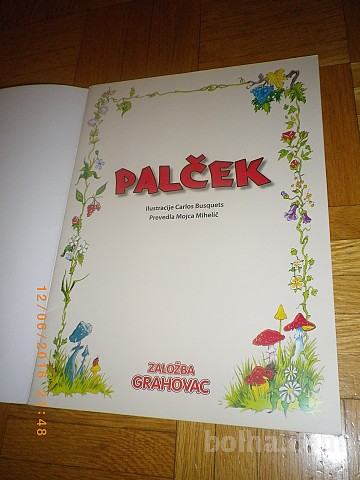 PALČEK
Ilustracije Carlos Busquets
Prevedla Mojca Mihelič
ZALOŽBA
GRAHOVAC